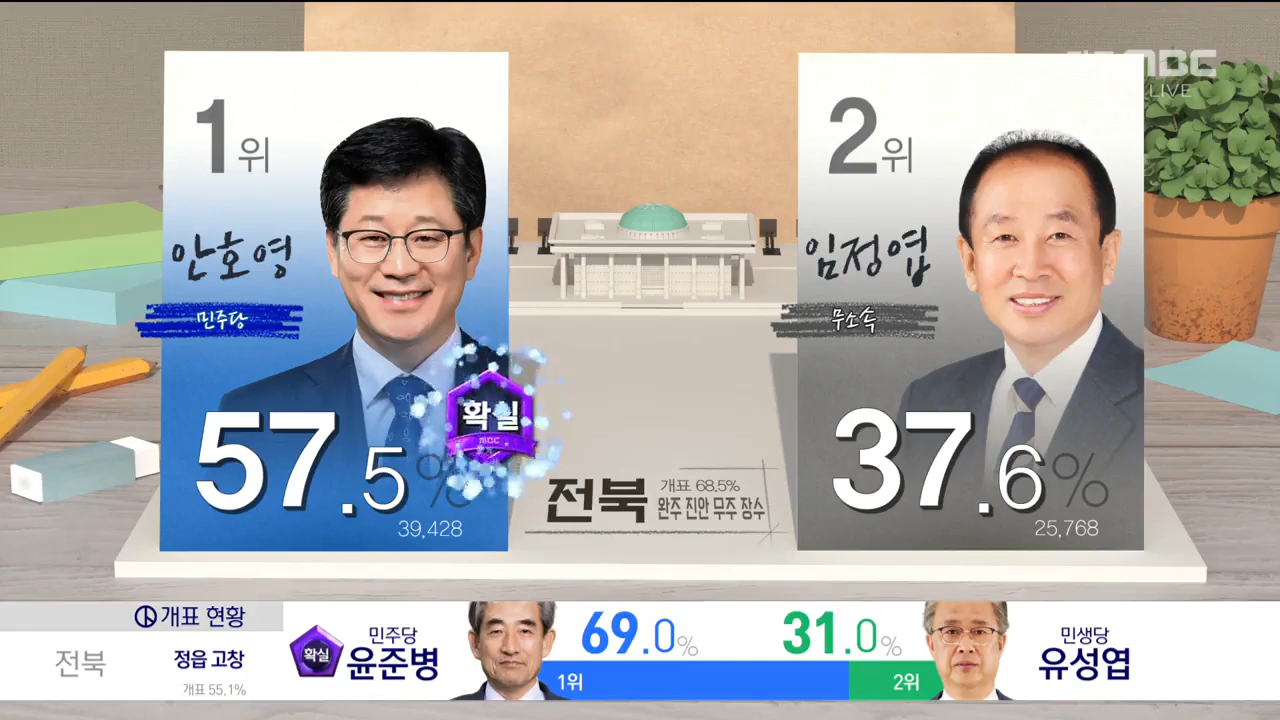 MBC
LIVE
1위
안호영
민주당
57.5%
39,428
확실
MBC
2위
임정엽
무소속
37.6%
25,768
전북
개표 68.5%
완주 진안 무주 장수
개표 현황
전북
정읍 고창
개표 55.1%
확실
민주당
윤준병
69.0%
1위
31.0%
2위
민생당
유성엽